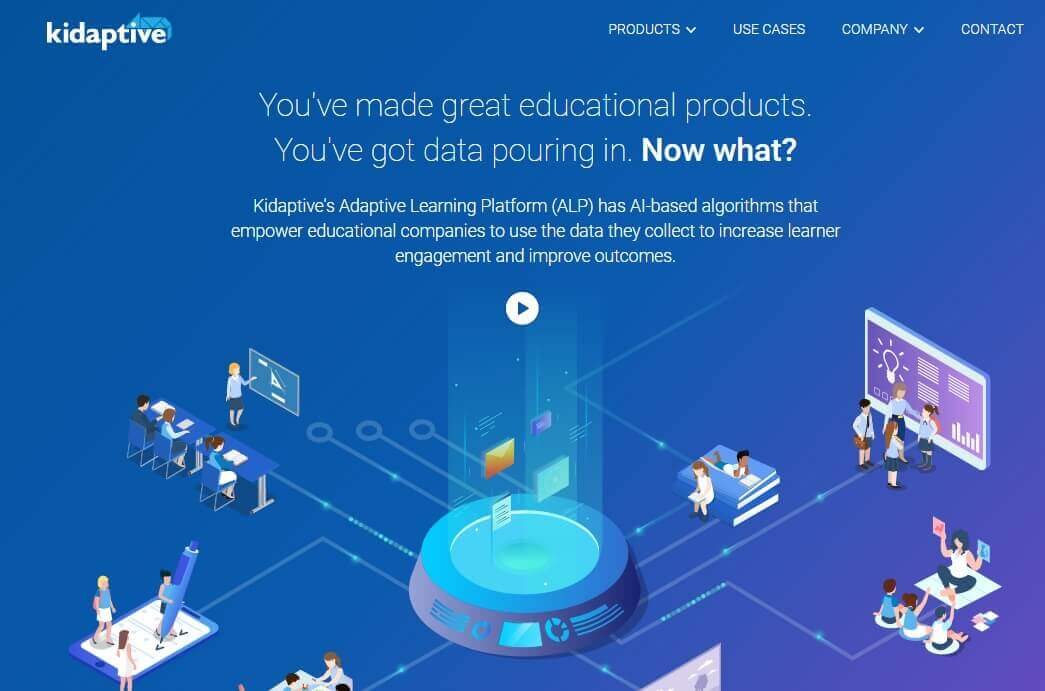 kidaptive
PRODUCTS
USE CASES
COMPANY
CONTACT
You've made great educational products.
You've got data pouring in. Now what?
Kidaptive's Adaptive Learning Platform (ALP) has AI-based algorithms that
empower educational companies to use the data they collect to increase learner
engagement and improve outcomes.